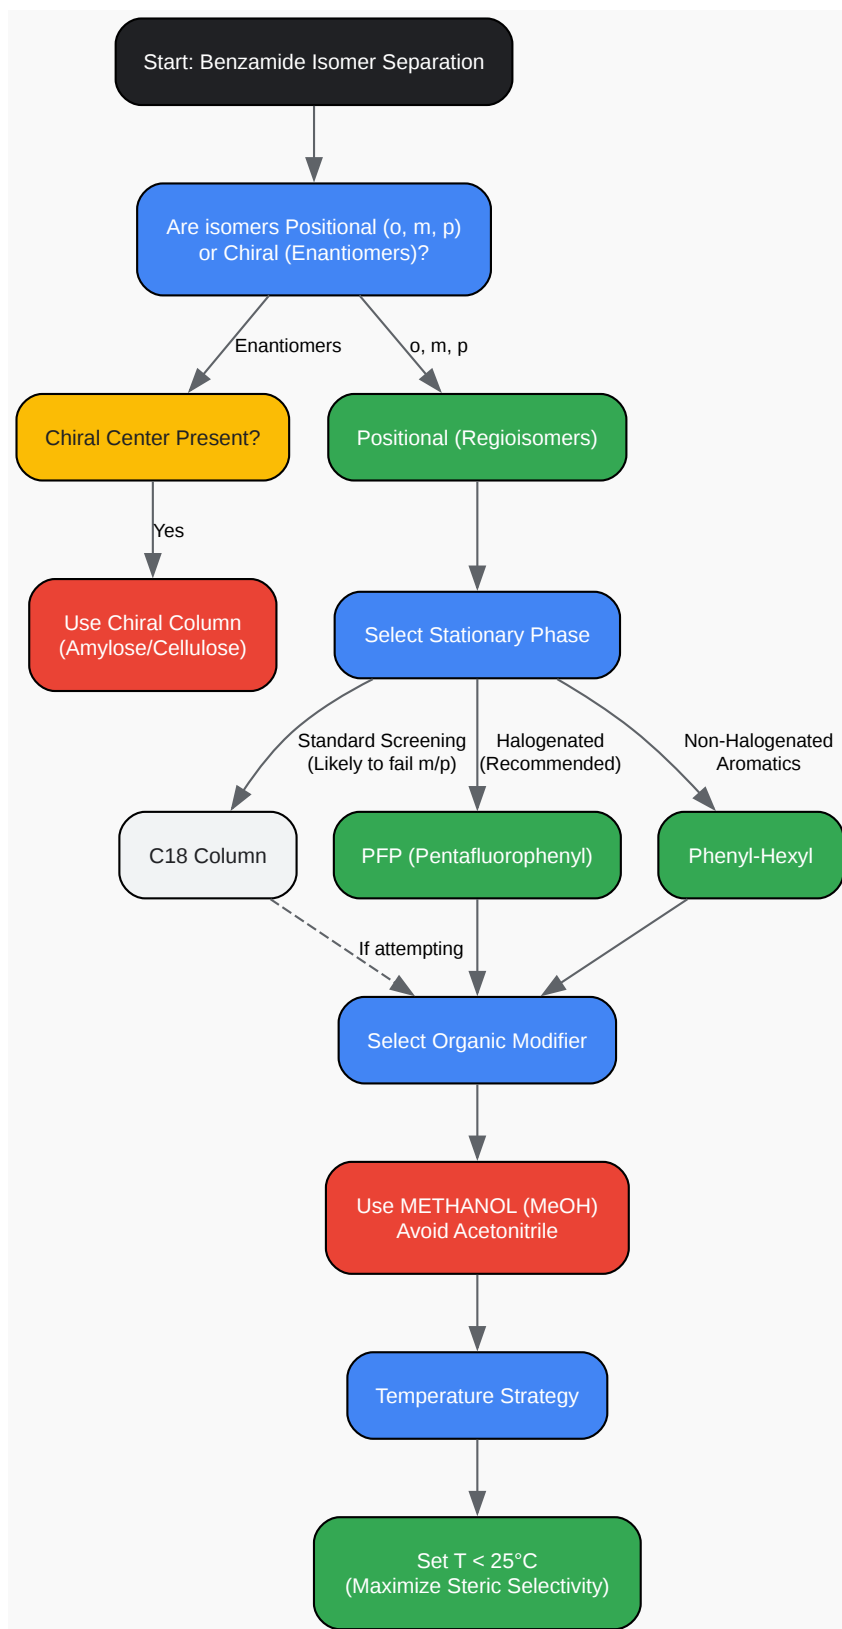 Start: Benzamide Isomer Separation
Are isomers Positional (o, m, p)
or Chiral (Enantiomers)?
Enantiomers
o, m, p
Chiral Center Present?
Positional (Regioisomers)
Yes
Use Chiral Column
(Amylose/Cellulose)
Select Stationary Phase
Standard Screening
(Likely to fail m/p)
Halogenated
(Recommended)
Non-Halogenated
Aromatics
C18 Column
PFP (Pentafluorophenyl)
Phenyl-Hexyl
If attempting
Select Organic Modifier
Use METHANOL (MeOH)
Avoid Acetonitrile
Temperature Strategy
Set T < 25°C
(Maximize Steric Selectivity)